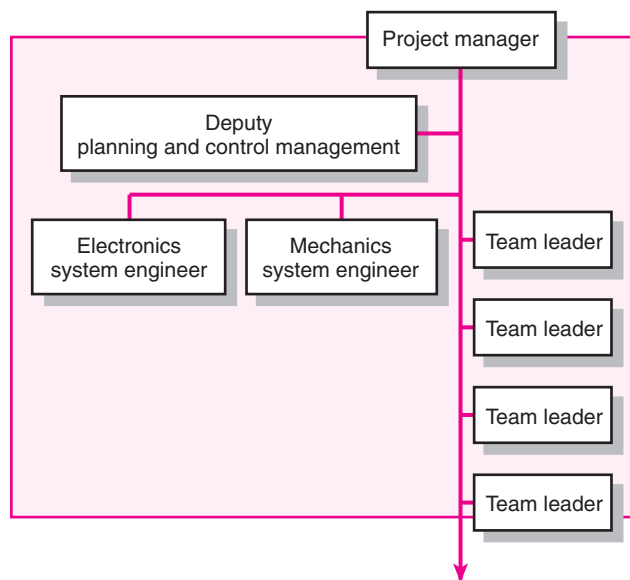 Project manager
Deputy
planning and control management
Electronics
system engineer
Mechanics
system engineer
Team leader
Team leader
Team leader
Team leader